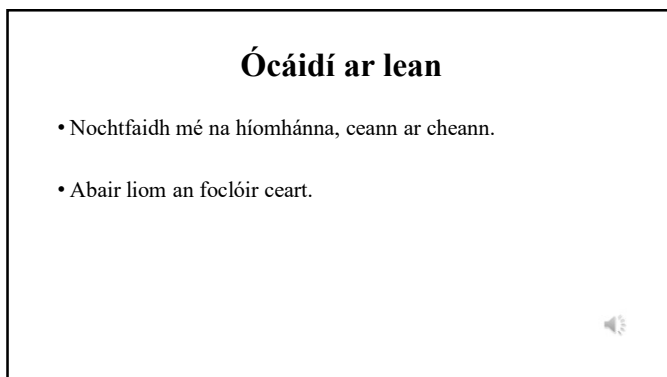 Ócáidí ar lean
• Nochtfaidh mé na híomhánna, ceann ar cheann.
• Abair liom an foclóir ceart.